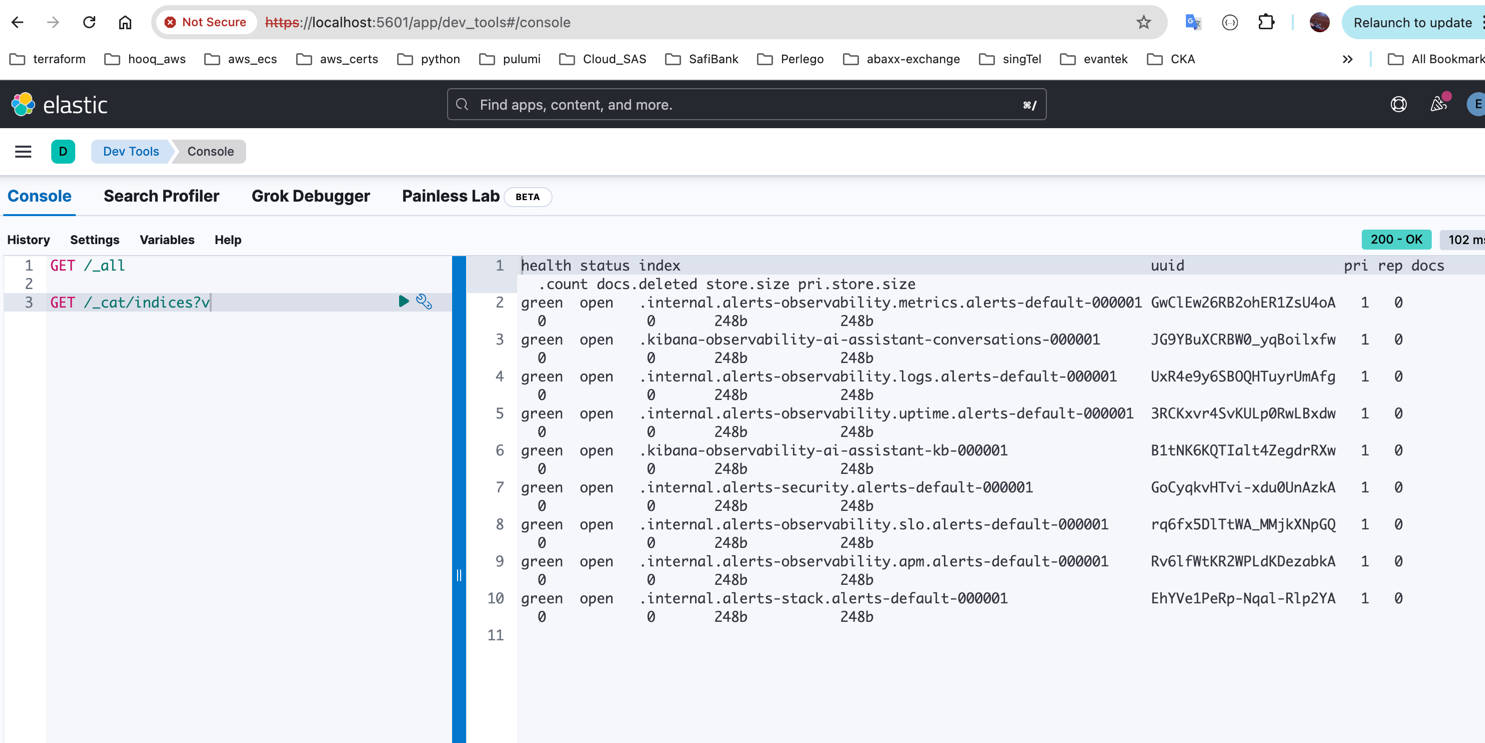 Not Secure https://localhost:5601/app/dev_tools#/console Relaunch to update
terraform hooq_aws aws_ecs aws_certs python pulumi Cloud_SAS SafiBank Perlego abaxx-exchange singTel evantek CKA » All Bookmark
elastic Find apps, content, and more. ⌘/ E
D Dev Tools Console
Console Search Profiler Grok Debugger Painless Lab BETA
History Settings Variables Help 200 - OK 102 ms
1 GET /_all
2
3 GET /_cat/indices?v
1 health status index uuid pri rep docs
.count docs.deleted store.size pri.store.size
2 green open .internal.alerts-observability.metrics.alerts-default-000001 GwClEw26RB2ohER1ZsU4oA 1 0
0 0 248b 248b
3 green open .kibana-observability-ai-assistant-conversations-000001 JG9YBuXCRBW0_yqBoilxfw 1 0
0 0 248b 248b
4 green open .internal.alerts-observability.logs.alerts-default-000001 UxR4e9y6SBOQHTuyrUmAfg 1 0
0 0 248b 248b
5 green open .internal.alerts-observability.uptime.alerts-default-000001 3RCKxvr4SvKULp0RwLBxdw 1 0
0 0 248b 248b
6 green open .kibana-observability-ai-assistant-kb-000001 B1tNK6KQTIalt4ZegdrRXw 1 0
0 0 248b 248b
7 green open .internal.alerts-security.alerts-default-000001 GoCyqkvHTvi-xdu0UnAzkA 1 0
0 0 248b 248b
8 green open .internal.alerts-observability.slo.alerts-default-000001 rq6fx5DlTtWA_MMjkXNpGQ 1 0
0 0 248b 248b
9 green open .internal.alerts-observability.apm.alerts-default-000001 Rv6lfWtKR2WPLdKDezabkA 1 0
0 0 248b 248b
10 green open .internal.alerts-stack.alerts-default-000001 EhYVe1PeRp-Nqal-Rlp2YA 1 0
0 0 248b 248b
11